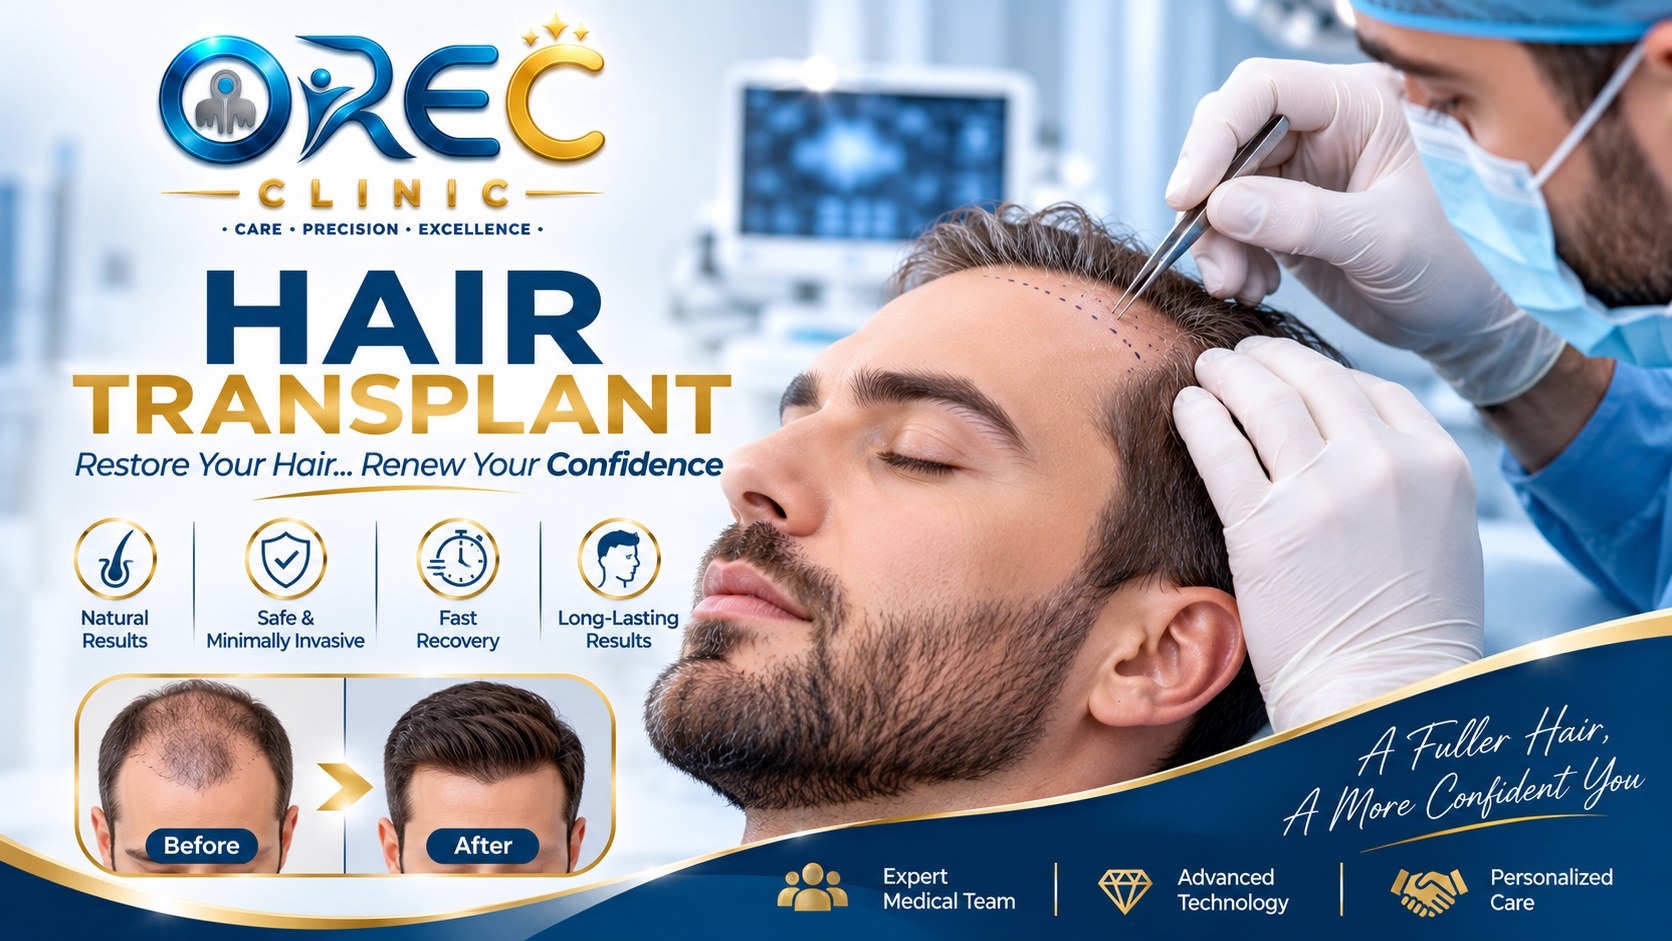 OREC
CLINIC
• CARE • PRECISION • EXCELLENCE •
HAIR
TRANSPLANT
Restore Your Hair... Renew Your Confidence
Natural
Results
Safe &
Minimally Invasive
Fast
Recovery
Long-Lasting
Results
Before
After
A Fuller Hair,
A More Confident You
Expert
Medical Team
Advanced
Technology
Personalized
Care